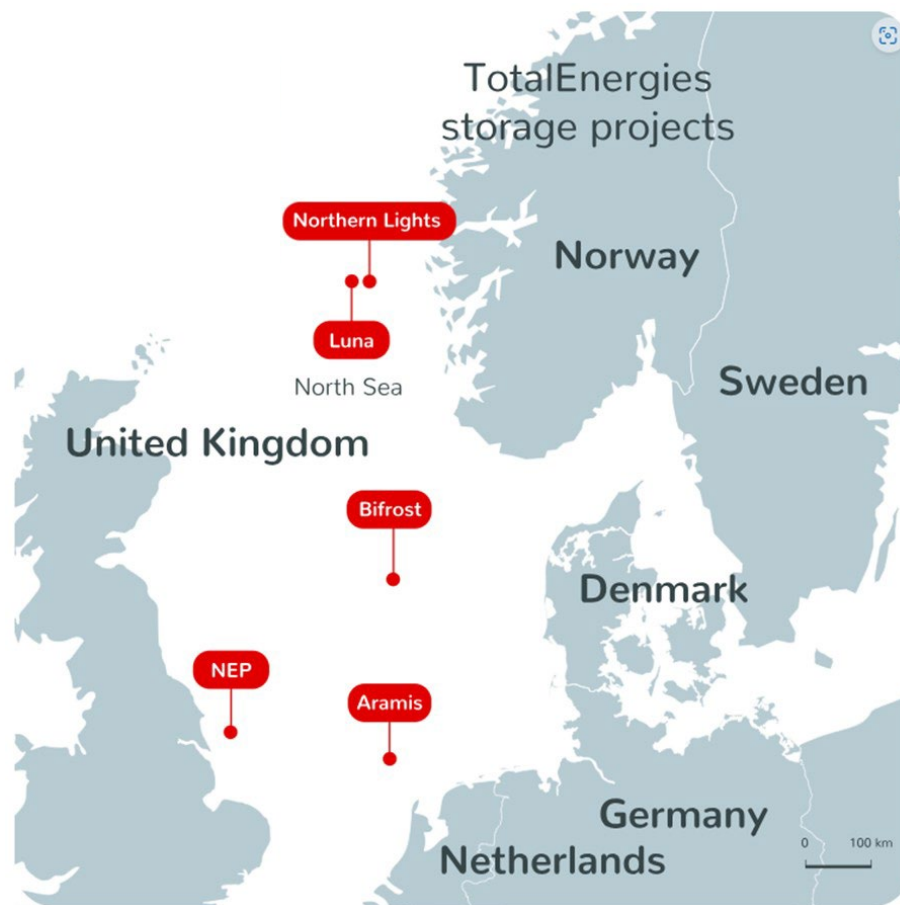 TotalEnergies
storage projects
Northern Lights
Norway
Luna
North Sea
Sweden
United Kingdom
Bifrost
Denmark
NEP
Aramis
Germany
0 100 km
Netherlands